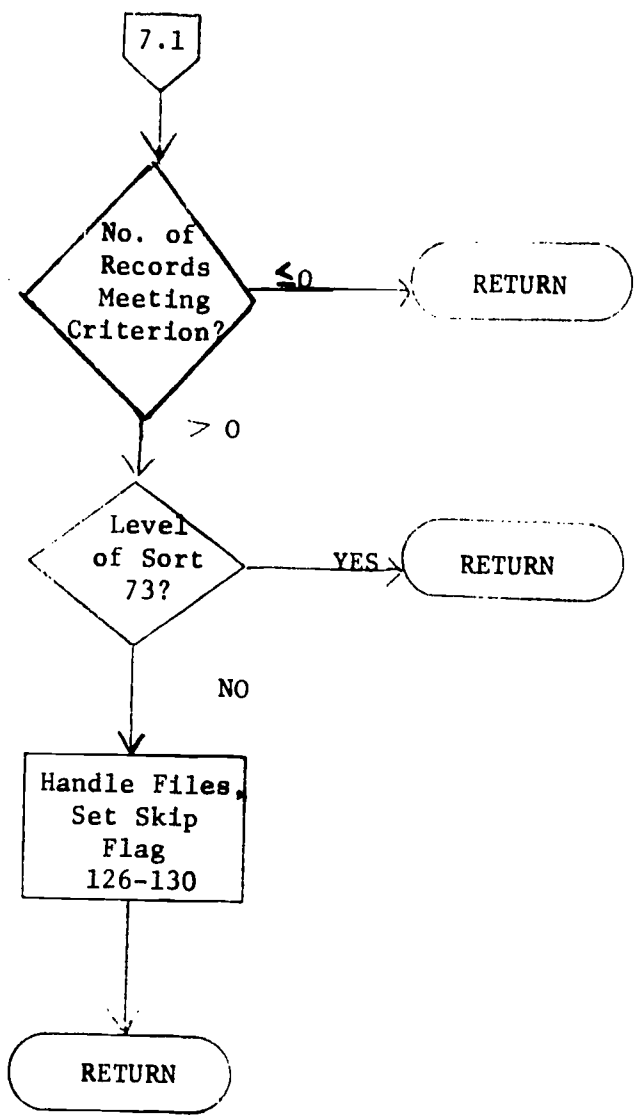 7.1
No. of
Records
Meeting
Criterion?
≤0
RETURN
> 0
Level
of Sort
73?
YES
RETURN
NO
Handle Files.
Set Skip
Flag
126-130
RETURN